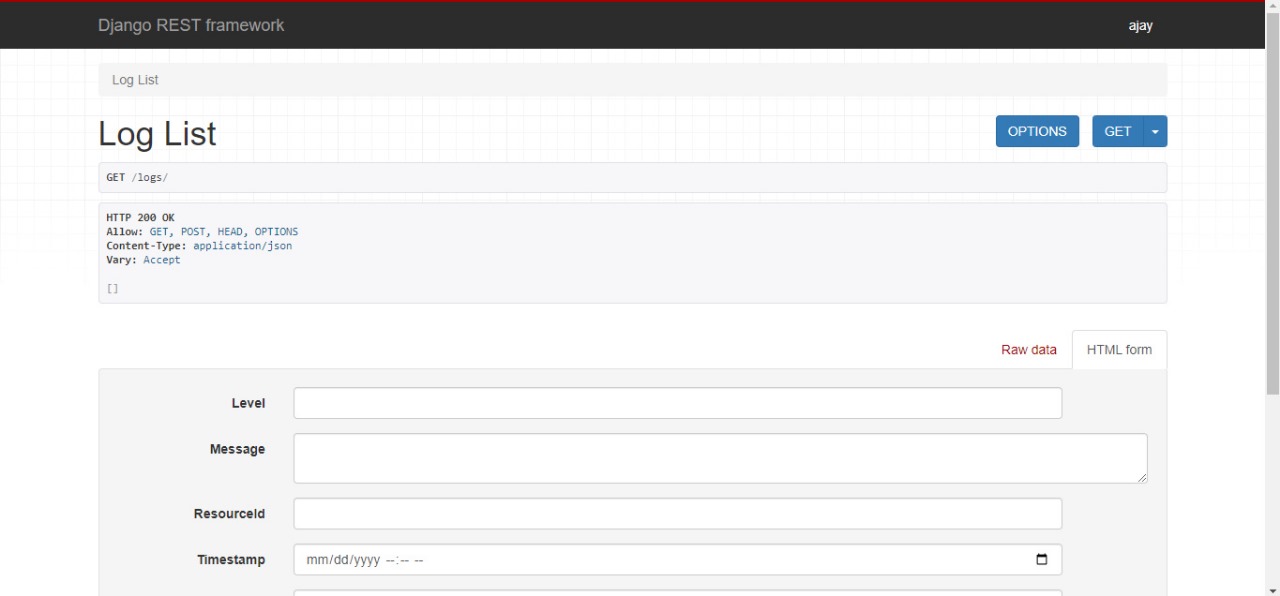 Django REST framework
ajay
Log List
Log List
OPTIONS
GET
GET /logs/
HTTP 200 OK
Allow: GET, POST, HEAD, OPTIONS
Content-Type: application/json
Vary: Accept
[]
Raw data
HTML form
Level
Message
ResourceId
Timestamp
mm/dd/yyyy --:-- --